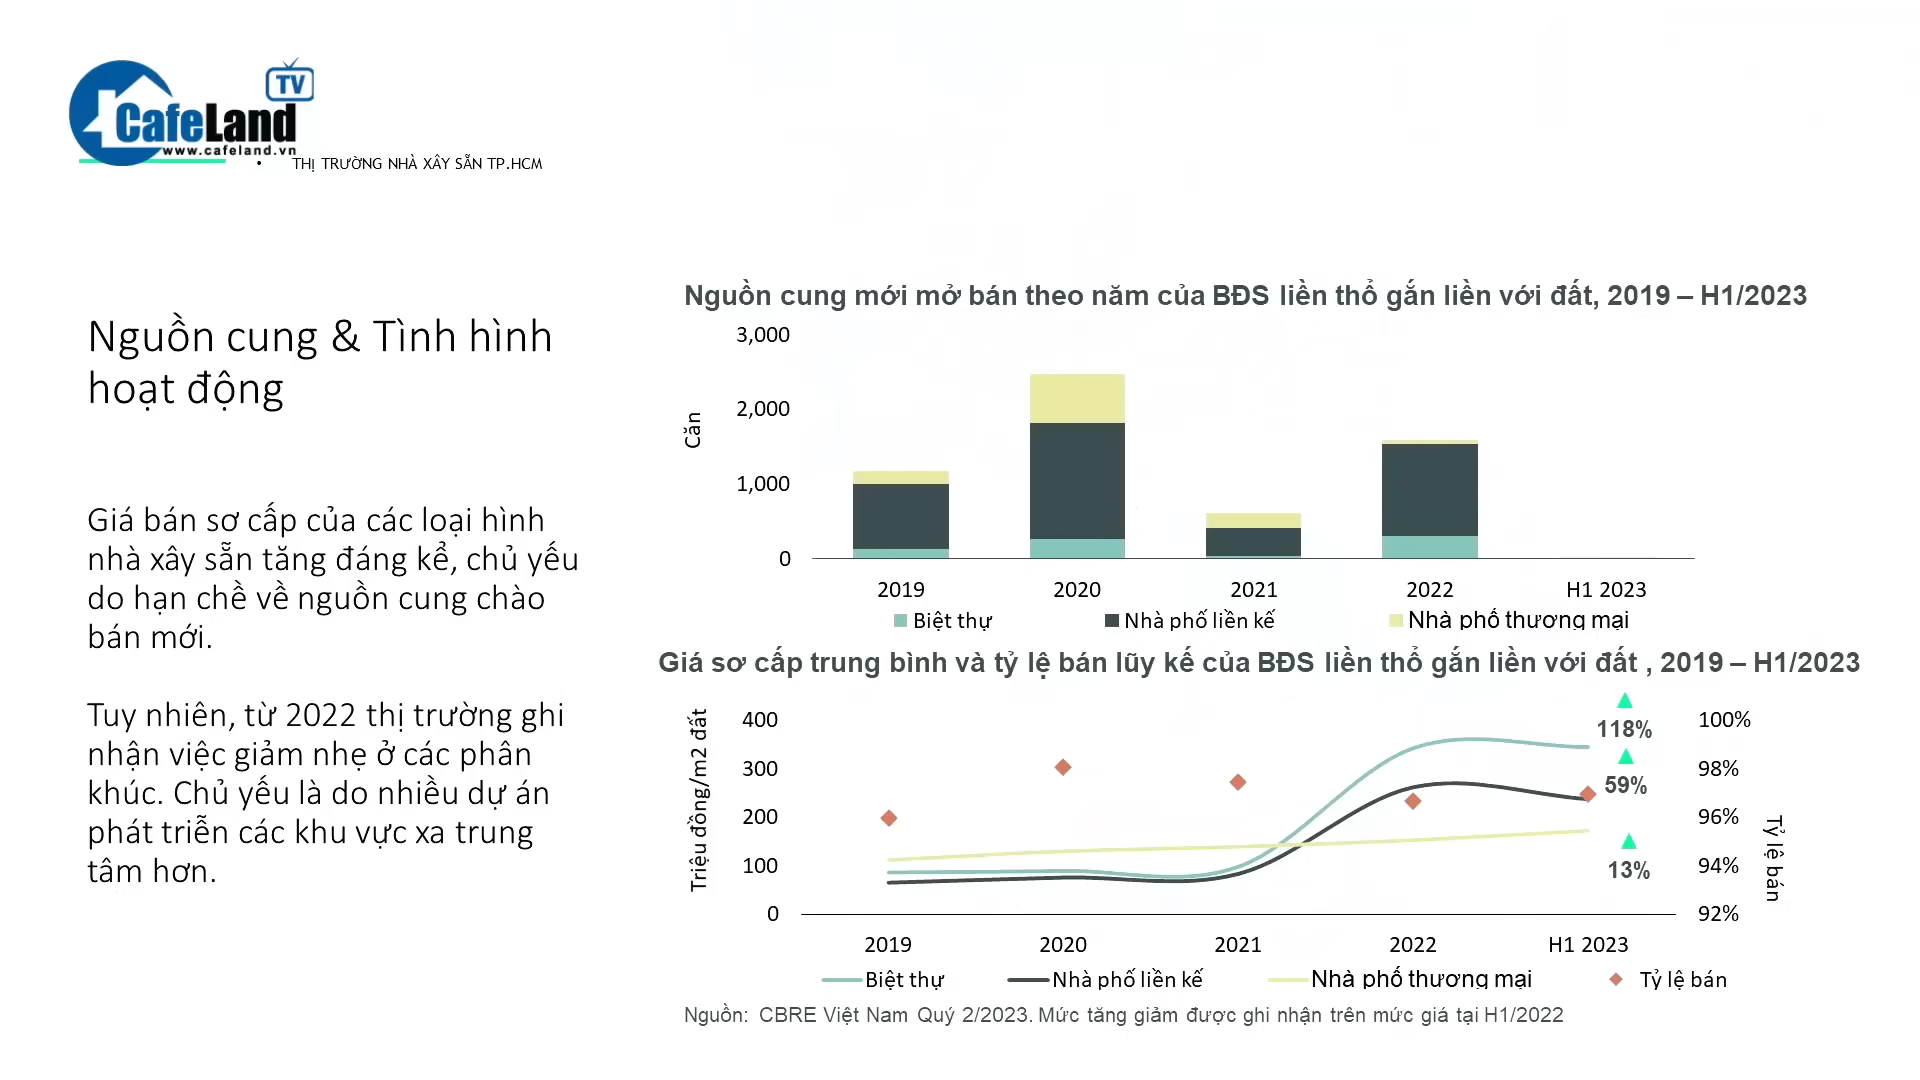 TV
CafeLand
www.cafeland.vn
• THỊ TRƯỜNG NHÀ XÂY SẴN TP.HCM
Nguồn cung & Tình hình
hoạt động
Giá bán sơ cấp của các loại hình
nhà xây sẵn tăng đáng kể, chủ yếu
do hạn chề về nguồn cung chào
bán mới.
Tuy nhiên, từ 2022 thị trường ghi
nhận việc giảm nhẹ ở các phân
khúc. Chủ yếu là do nhiều dự án
phát triễn các khu vực xa trung
tâm hơn.
Nguồn cung mới mở bán theo năm của BĐS liền thổ gắn liền với đất, 2019 – H1/2023
Căn
3,000
2,000
1,000
0
2019 2020 2021 2022 H1 2023
Biệt thự Nhà phố liền kế Nhà phố thương mại
Giá sơ cấp trung bình và tỷ lệ bán lũy kế của BĐS liền thổ gắn liền với đất , 2019 – H1/2023
Triệu đồng/m2 đất
400 100%
118%
300 98%
59%
200 96%
100 94%
13%
0 92%
Tỷ lệ bán
2019 2020 2021 2022 H1 2023
Biệt thự Nhà phố liền kế Nhà phố thương mại Tỷ lệ bán
Nguồn: CBRE Việt Nam Quý 2/2023. Mức tăng giảm được ghi nhận trên mức giá tại H1/2022